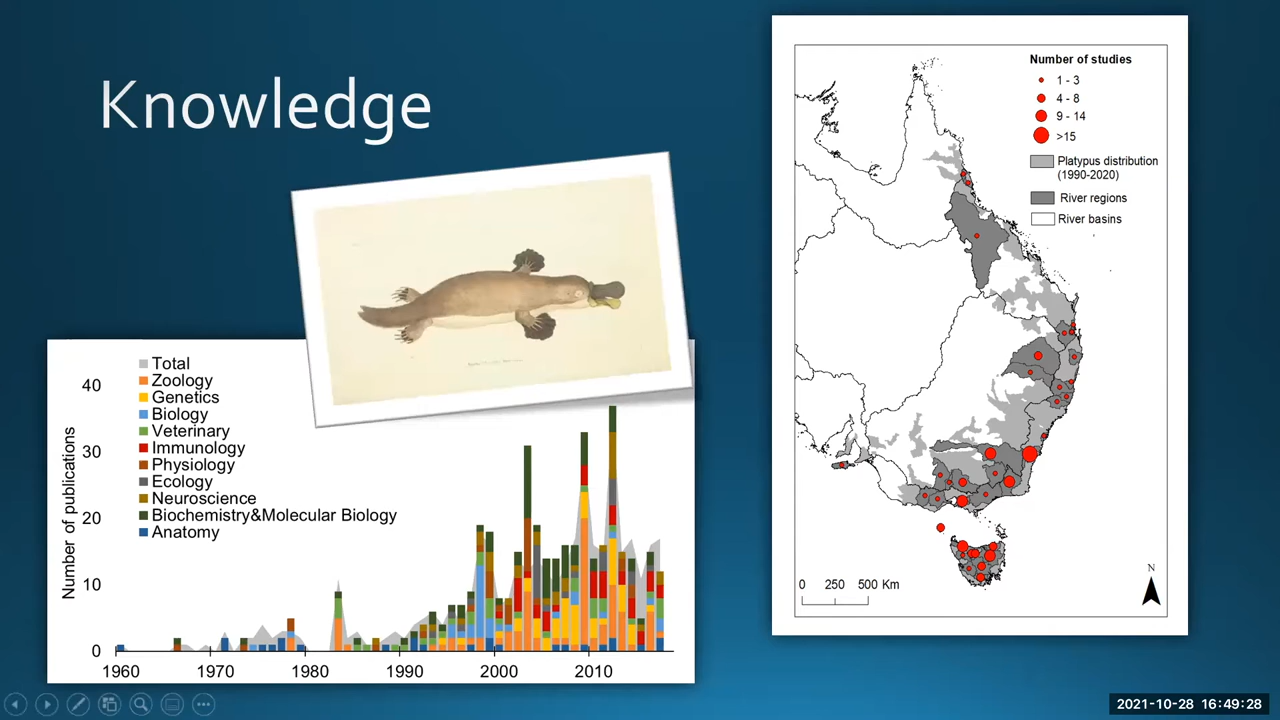 Knowledge
Total
Zoology
Genetics
Biology
Veterinary
Immunology
Physiology
Ecology
Neuroscience
Biochemistry&Molecular Biology
Anatomy
Number of publications
40
30
20
10
0
1960 1970 1980 1990 2000 2010
Number of studies
1 - 3
4 - 8
9 - 14
>15
Platypus distribution
(1990-2020)
River regions
River basins
0 250 500 Km
N
2021-10-28 16:49:28